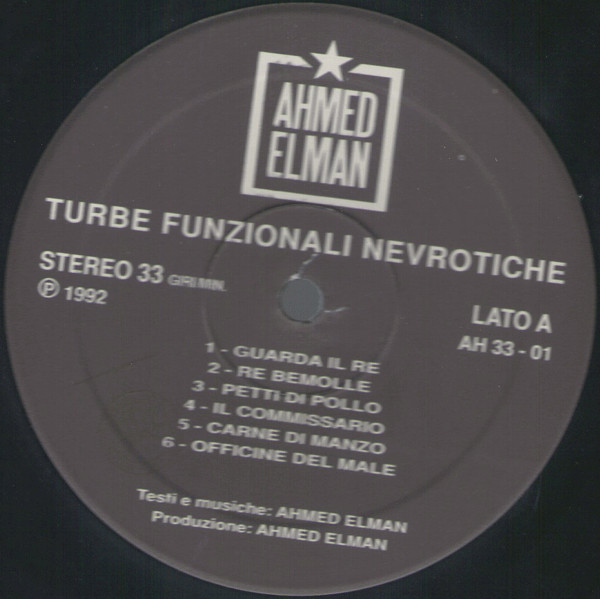 AHMED
ELMAN
TURBE FUNZIONALI NEVROTICHE
STEREO 33 GIRI MIN.
℗ 1992
LATO A
AH 33 - 01
1 - GUARDA IL RE
2 - RE BEMOLLE
3 - PETTI DI POLLO
4 - IL COMMISSARIO
5 - CARNE DI MANZO
6 - OFFICINE DEL MALE
Testi e musiche: AHMED ELMAN
Produzione: AHMED ELMAN